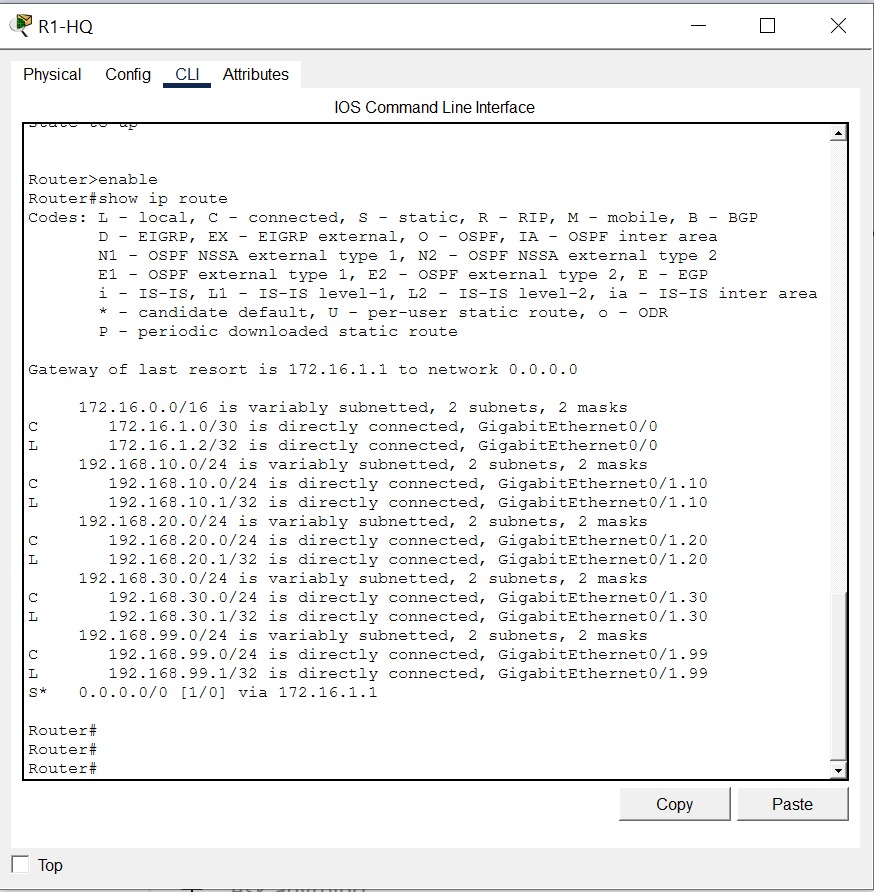 R1-HQ
Physical Config CLI Attributes
IOS Command Line Interface
state to up
Router>enable
Router#show ip route
Codes: L - local, C - connected, S - static, R - RIP, M - mobile, B - BGP
       D - EIGRP, EX - EIGRP external, O - OSPF, IA - OSPF inter area
       N1 - OSPF NSSA external type 1, N2 - OSPF NSSA external type 2
       E1 - OSPF external type 1, E2 - OSPF external type 2, E - EGP
       i - IS-IS, L1 - IS-IS level-1, L2 - IS-IS level-2, ia - IS-IS inter area
       * - candidate default, U - per-user static route, o - ODR
       P - periodic downloaded static route
Gateway of last resort is 172.16.1.1 to network 0.0.0.0
     172.16.0.0/16 is variably subnetted, 2 subnets, 2 masks
C       172.16.1.0/30 is directly connected, GigabitEthernet0/0
L       172.16.1.2/32 is directly connected, GigabitEthernet0/0
     192.168.10.0/24 is variably subnetted, 2 subnets, 2 masks
C       192.168.10.0/24 is directly connected, GigabitEthernet0/1.10
L       192.168.10.1/32 is directly connected, GigabitEthernet0/1.10
     192.168.20.0/24 is variably subnetted, 2 subnets, 2 masks
C       192.168.20.0/24 is directly connected, GigabitEthernet0/1.20
L       192.168.20.1/32 is directly connected, GigabitEthernet0/1.20
     192.168.30.0/24 is variably subnetted, 2 subnets, 2 masks
C       192.168.30.0/24 is directly connected, GigabitEthernet0/1.30
L       192.168.30.1/32 is directly connected, GigabitEthernet0/1.30
     192.168.99.0/24 is variably subnetted, 2 subnets, 2 masks
C       192.168.99.0/24 is directly connected, GigabitEthernet0/1.99
L       192.168.99.1/32 is directly connected, GigabitEthernet0/1.99
S*   0.0.0.0/0 [1/0] via 172.16.1.1
Router#
Router#
Router#
Copy Paste
Top